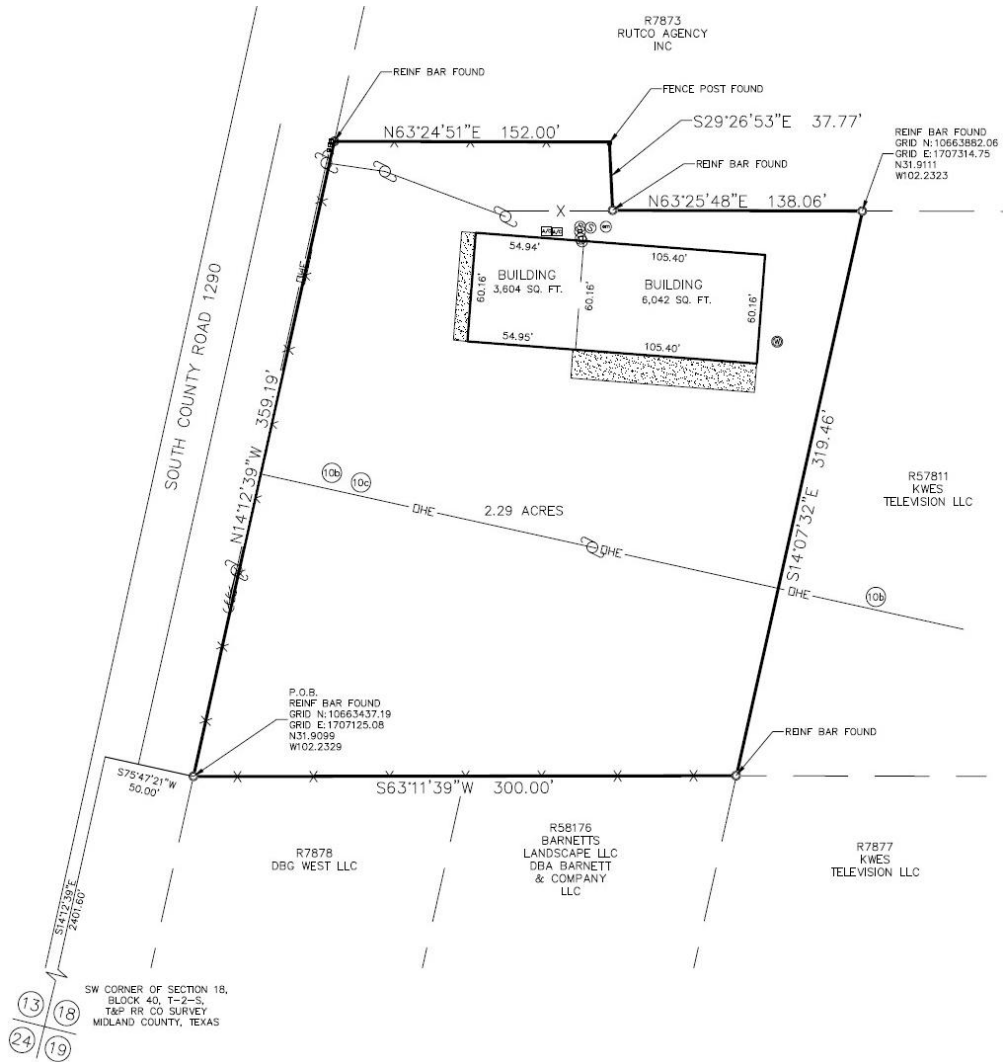 R7873
RUTCO AGENCY
INC
REINF BAR FOUND
FENCE POST FOUND
N63°24'51"E 152.00'
S29°26'53"E 37.77'
REINF BAR FOUND
GRID N:10663882.06
GRID E:1707314.75
N31.9111
W102.2323
REINF BAR FOUND
N63°25'48"E 138.06'
A/C A/C
54.94'
105.40'
BUILDING
3,604 SQ. FT.
BUILDING
6,042 SQ. FT.
60.16'
60.16'
60.16'
54.95'
105.40'
W
OHE
SOUTH COUNTY ROAD 1290
N14°12'39"W 359.19'
S14°07'32"E 319.46'
R57811
KWES
TELEVISION LLC
10b
10c
OHE
2.29 ACRES
OHE
OHE
10b
P.O.B.
REINF BAR FOUND
GRID N:10663437.19
GRID E:1707125.08
N31.9099
W102.2329
REINF BAR FOUND
S75°47'21"W
50.00'
S63°11'39"W 300.00'
R7878
DBG WEST LLC
R58176
BARNETTS
LANDSCAPE LLC
DBA BARNETT
& COMPANY
LLC
R7877
KWES
TELEVISION LLC
S14°12'39"E
2401.60'
SW CORNER OF SECTION 18,
BLOCK 40, T-2-S,
T&P RR CO SURVEY
MIDLAND COUNTY, TEXAS
13
18
24
19